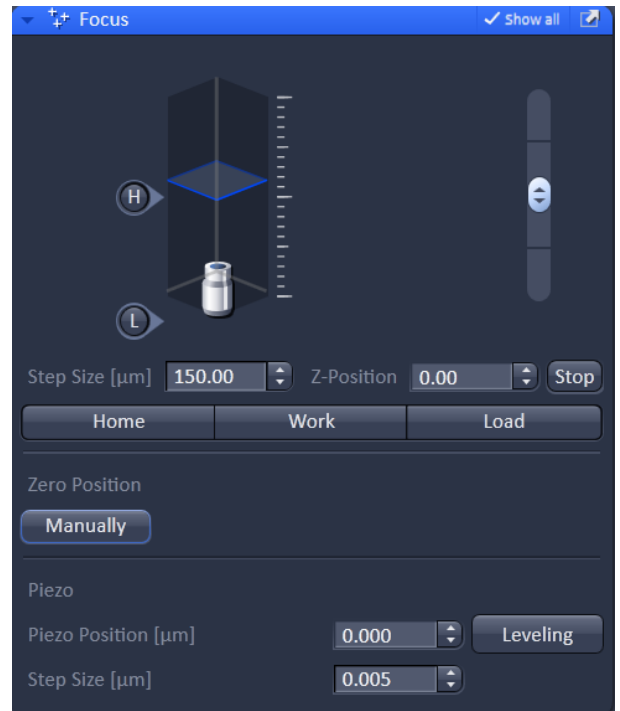 Focus Show all
H
L
Step Size [µm] 150.00 Z-Position 0.00 Stop
Home Work Load
Zero Position
Manually
Piezo
Piezo Position [µm] 0.000 Leveling
Step Size [µm] 0.005